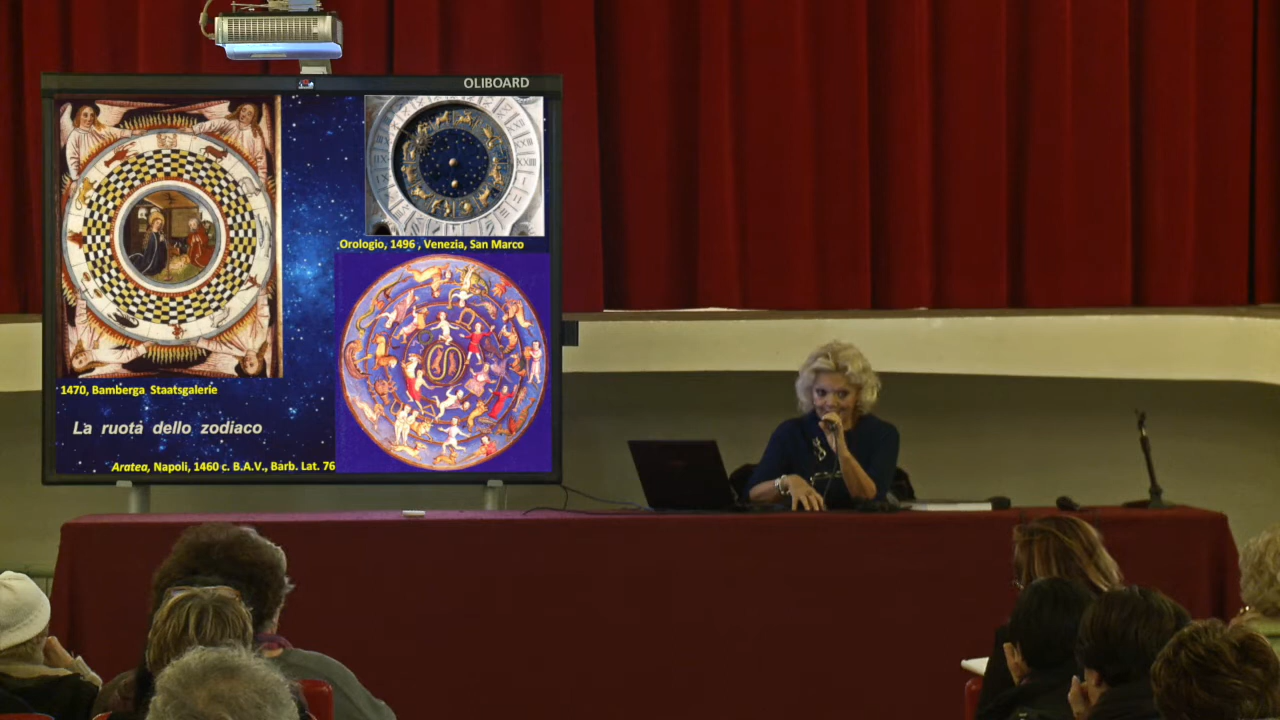 OLIBOARD
Orologio, 1496 , Venezia, San Marco
1470, Bamberga Staatsgalerie
La ruota dello zodiaco
Aratea, Napoli, 1460 c. B.A.V., Barb. Lat. 76